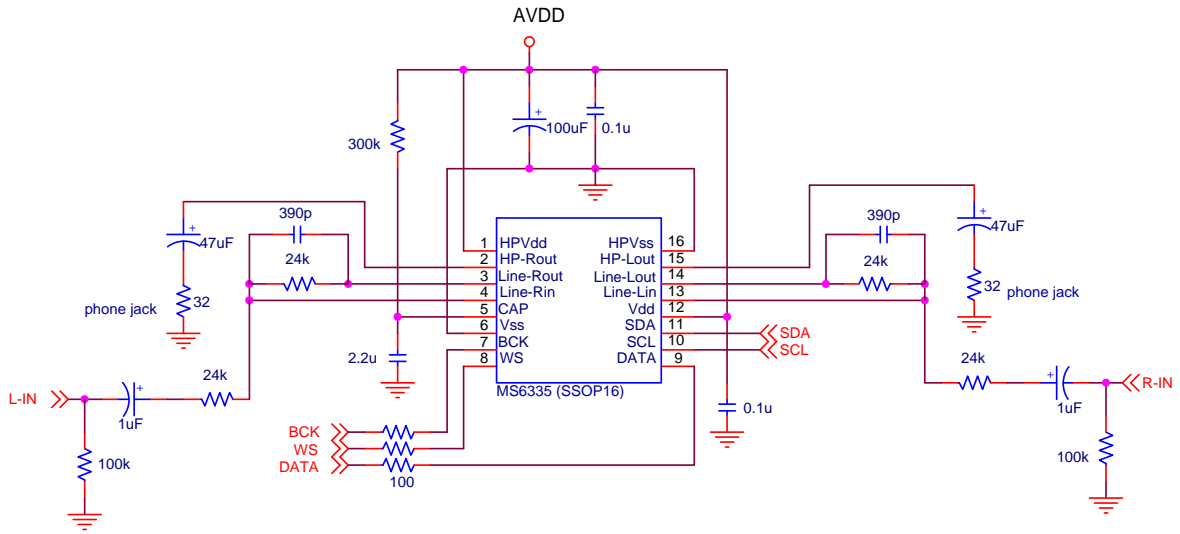 AVDD
300k
+
100uF
0.1u
+
47uF
32
phone jack
390p
24k
1 HPVdd HPVss 16
2 HP-Rout HP-Lout 15
3 Line-Rout Line-Lout 14
4 Line-Rin Line-Lin 13
5 CAP Vdd 12
6 Vss SDA 11
7 BCK SCL 10
8 WS DATA 9
MS6335 (SSOP16)
390p
24k
+
47uF
32
phone jack
SDA
SCL
2.2u
0.1u
L-IN
+
1uF
24k
100k
BCK
WS
DATA
100
24k
+
1uF
R-IN
100k